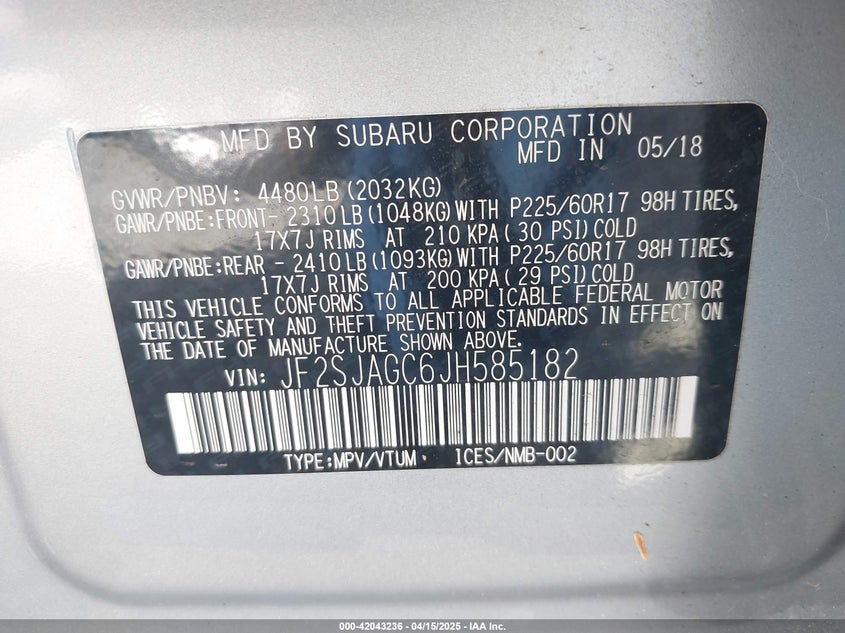 MFD BY SUBARU CORPORATION
MFD IN 05/18
GVWR/PNBV: 4480LB(2032KG)
GAWR/PNBE:FRONT- 2310LB(1048KG)WITH P225/60R17 98H TIRES,
17X7J RIMS AT 210 KPA( 30 PSI)COLD
GAWR/PNBE:REAR - 2410LB(1093KG)WITH P225/60R17 98H TIRES,
17X7J RIMS AT 200 KPA( 29 PSI)COLD
THIS VEHICLE CONFORMS TO ALL APPLICABLE FEDERAL MOTOR
VEHICLE SAFETY AND THEFT PREVENTION STANDARDS IN EFFECT ON
THE DATE OF MANUFACTURE SHOWN ABOVE.
VIN: JF2SJAGC6JH585182
TYPE:MPV/VTUM ICES/NMB-002
000-42043236 - 04/15/2025 - IAA Inc.